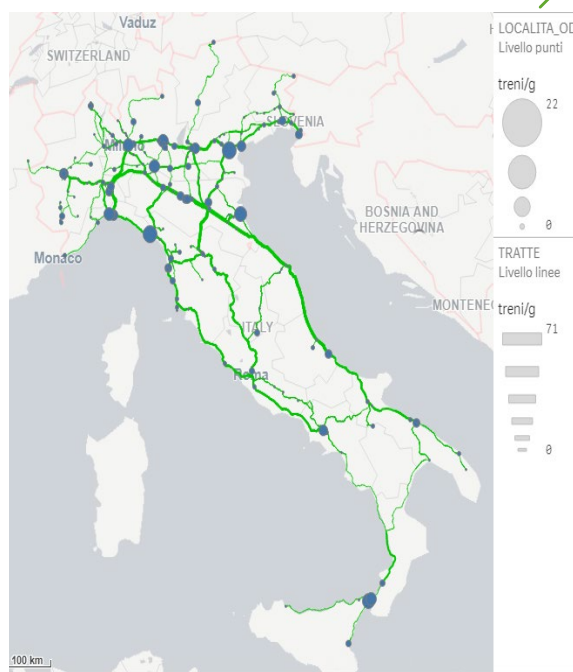 Vaduz
SWITZERLAND
Milano
SLOVENIA
BOSNIA AND
HERZEGOVINA
Monaco
MONTENEG
ITALY
Roma
100 km
LOCALITA_OD
Livello punti
treni/g
22
0
TRATTE
Livello linee
treni/g
71
0